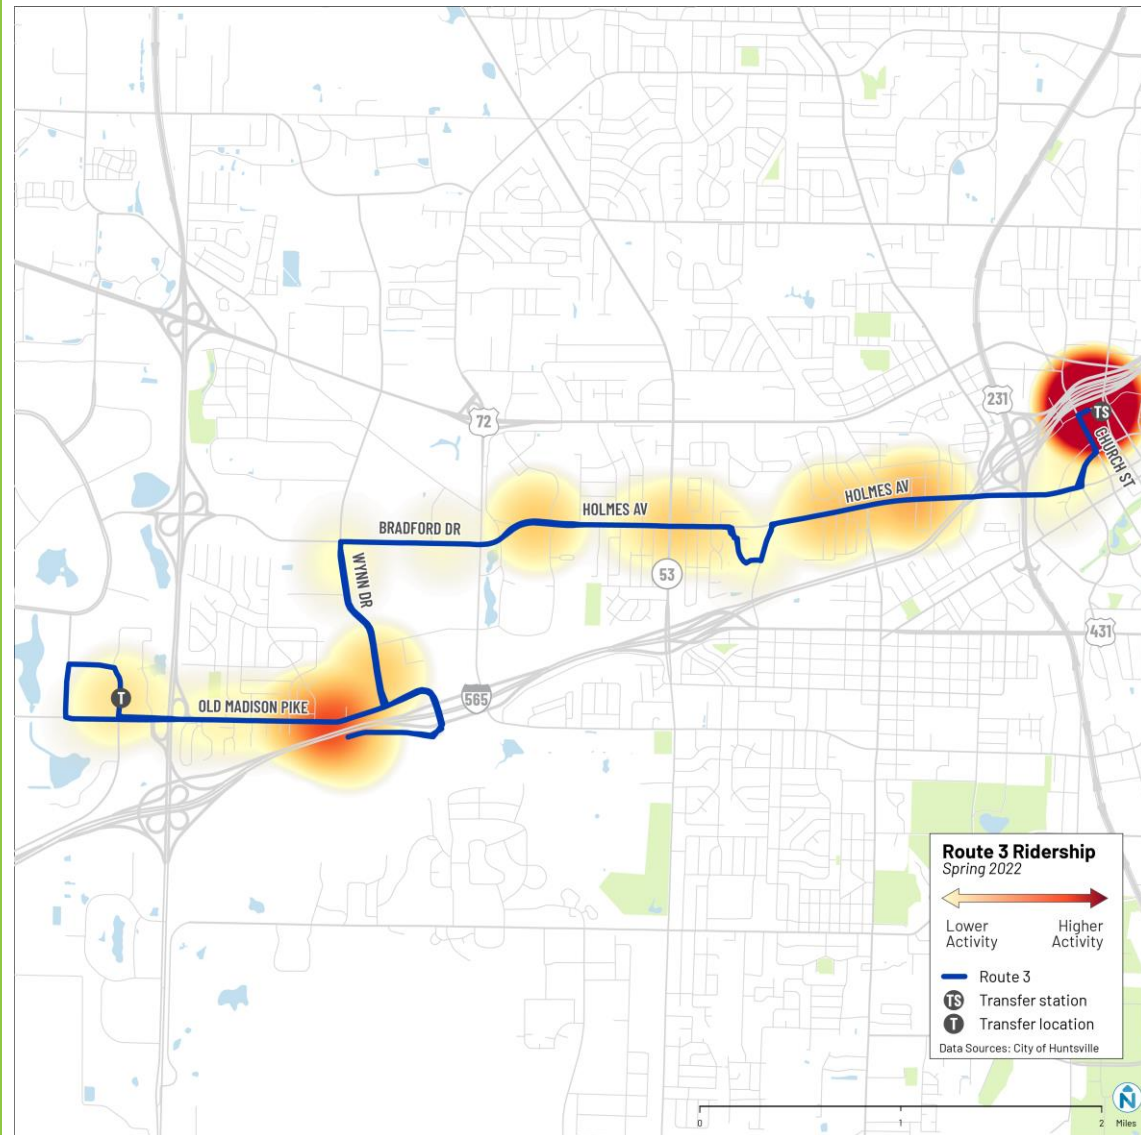 231
TS
CHURCH ST
72
HOLMES AV
HOLMES AV
BRADFORD DR
WYNN DR
53
431
T
OLD MADISON PIKE
565
Route 3 Ridership
Spring 2022
Lower Activity
Higher Activity
Route 3
TS Transfer station
T Transfer location
Data Sources: City of Huntsville
N
0 1 2 Miles